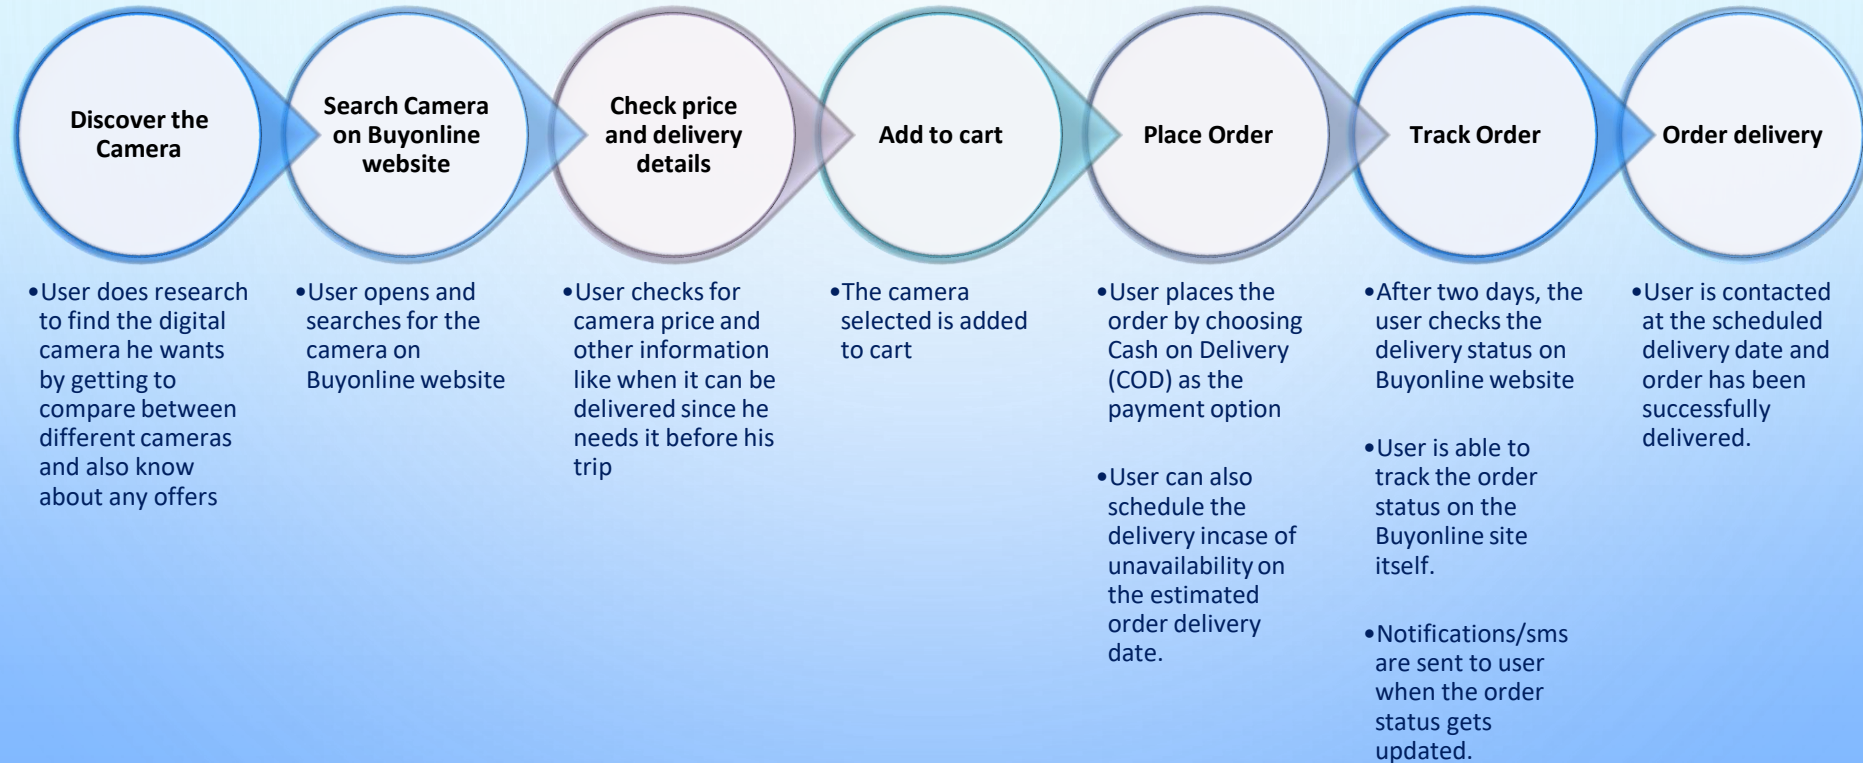 Discover the
Camera
Search Camera
on Buyonline
website
Check price
and delivery
details
Add to cart
Place Order
Track Order
Order delivery
•User does research
to find the digital
camera he wants
by getting to
compare between
different cameras
and also know
about any offers
•User opens and
searches for the
camera on
Buyonline website
•User checks for
camera price and
other information
like when it can be
delivered since he
needs it before his
trip
•The camera
selected is added
to cart
•User places the
order by choosing
Cash on Delivery
(COD) as the
payment option
•User can also
schedule the
delivery incase of
unavailability on
the estimated
order delivery
date.
•After two days, the
user checks the
delivery status on
Buyonline website
•User is able to
track the order
status on the
Buyonline site
itself.
•Notifications/sms
are sent to user
when the order
status gets
updated.
•User is contacted
at the scheduled
delivery date and
order has been
successfully
delivered.